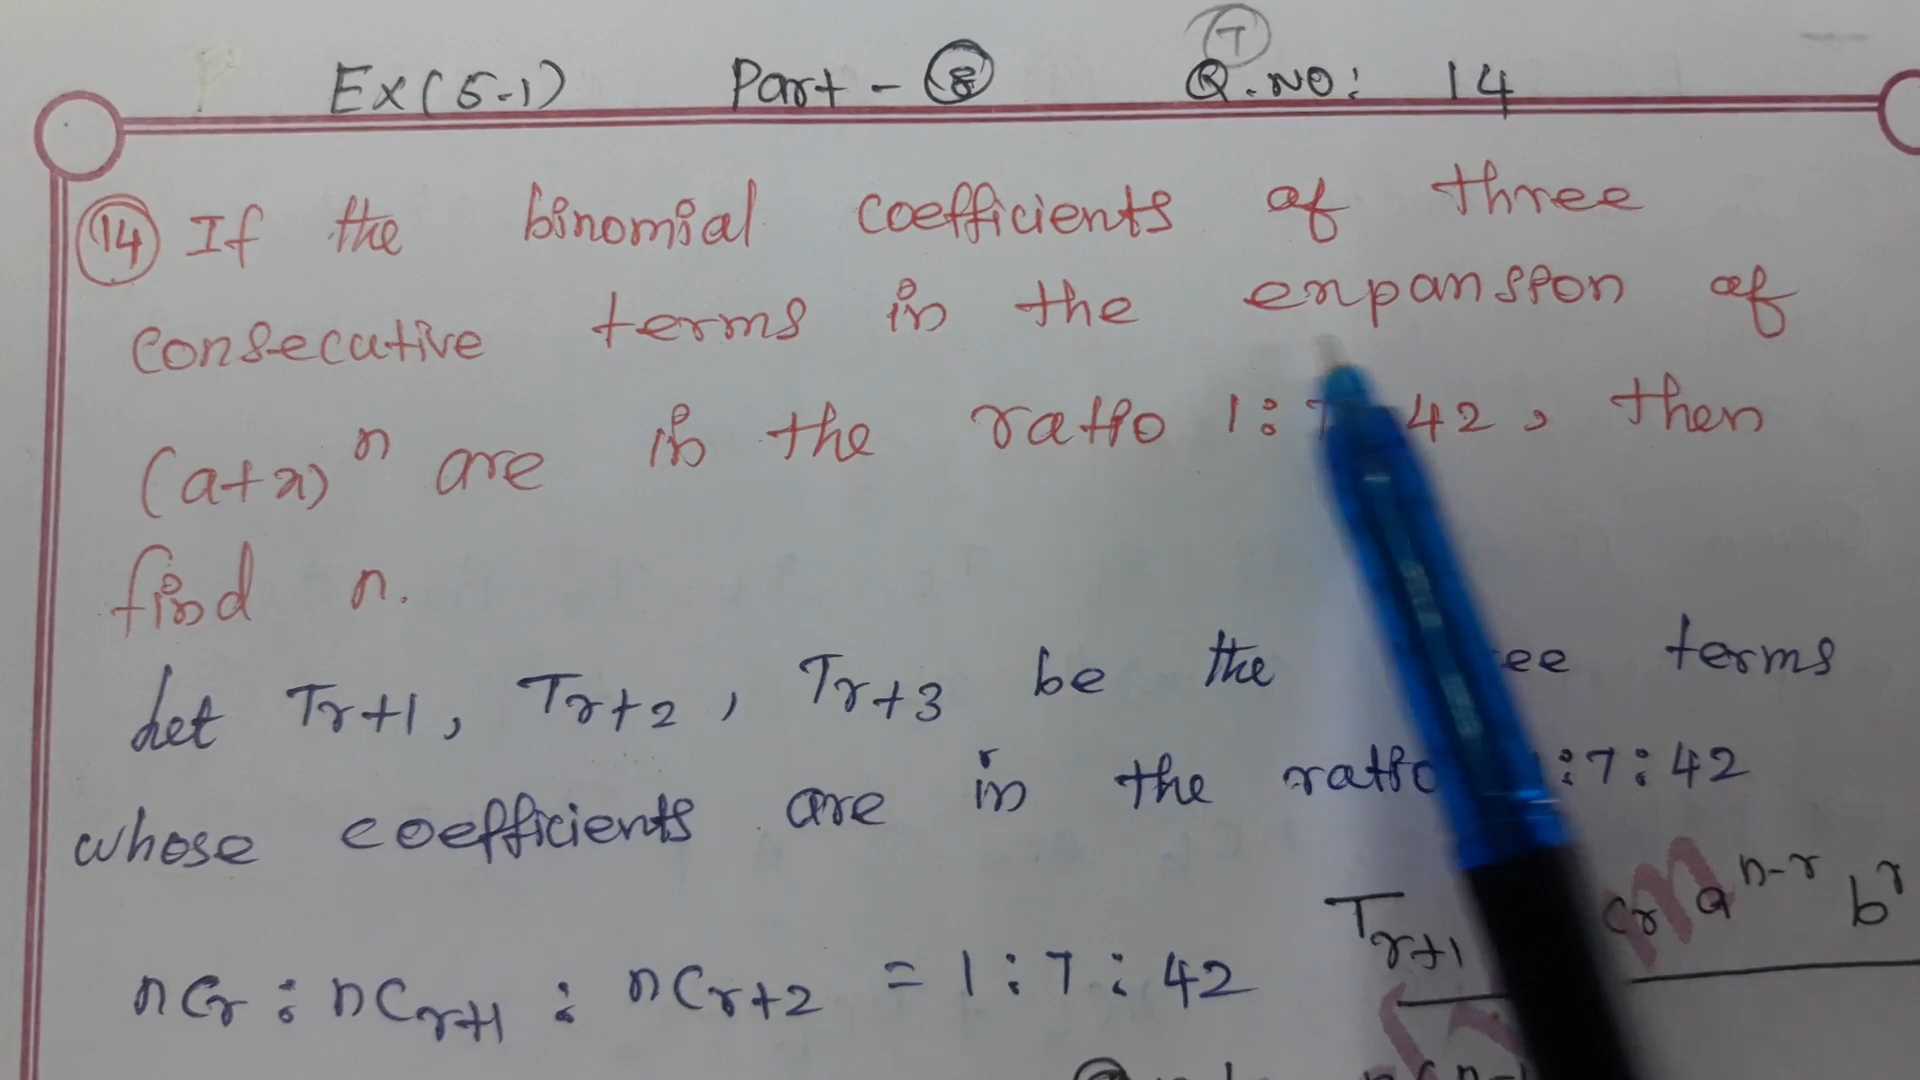 Ex(5.1) Part - 8 Q.NO: 14
T
14 If the binomial coefficients of three
consecutive terms in the expansion of
(a+x)^n are in the ratio 1: 42, then
find n.
Let Tr+1, Tr+2, Tr+3 be the terms
whose coefficients are in the ratio :7:42
nCr : nCr+1 : nCr+2 = 1:7:42
Tr+1 Cr a^n-r b^r